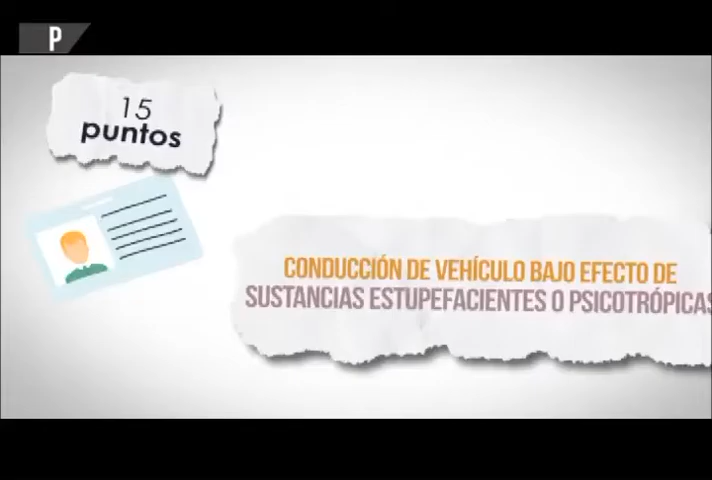 P
15
puntos
CONDUCCIÓN DE VEHÍCULO BAJO EFECTO DE
SUSTANCIAS ESTUPEFACIENTES O PSICOTRÓPICAS